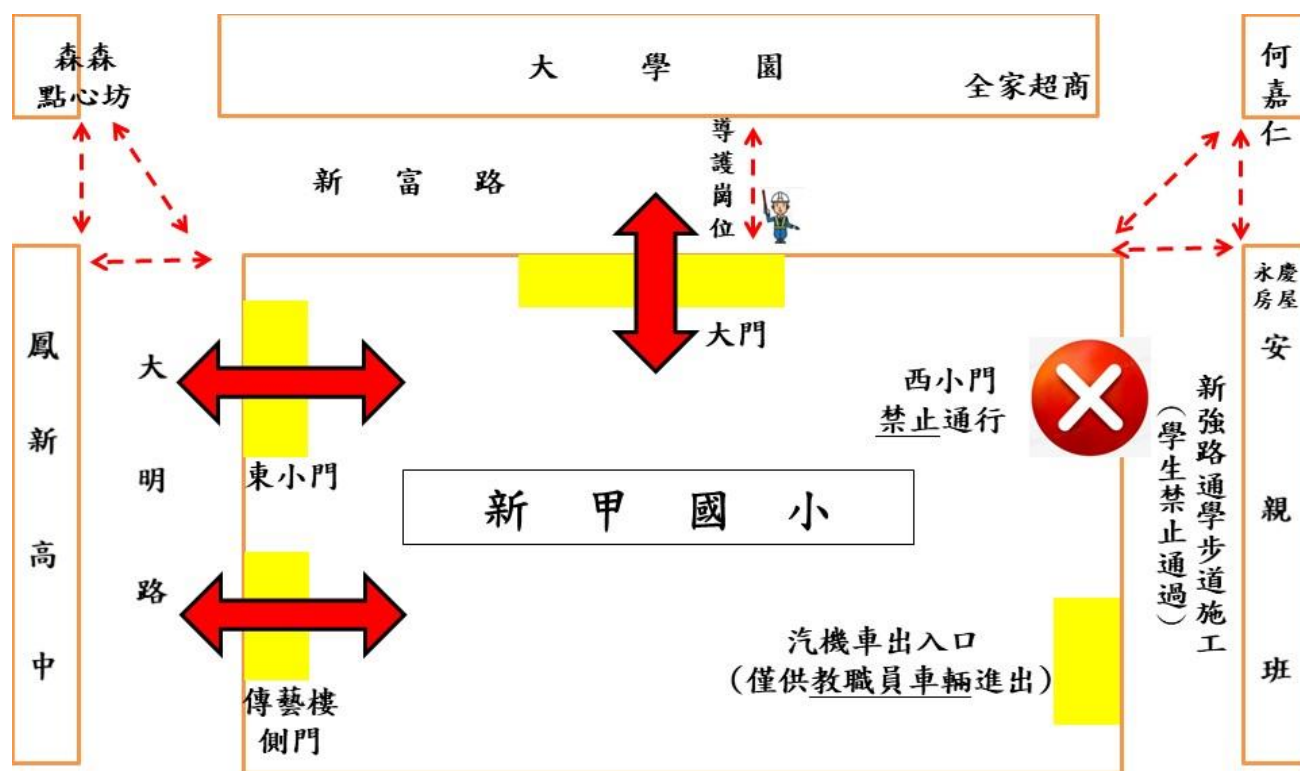 森森
點心坊
大學園
全家超商
何嘉仁
導護崗位
新富路
大門
永慶
房屋
安親班
鳳新高中
大明路
東小門
西小門
禁止通行
新強路通學步道施工
（學生禁止通過）
新甲國小
傳藝樓
側門
汽機車出入口
（僅供教職員車輛進出）